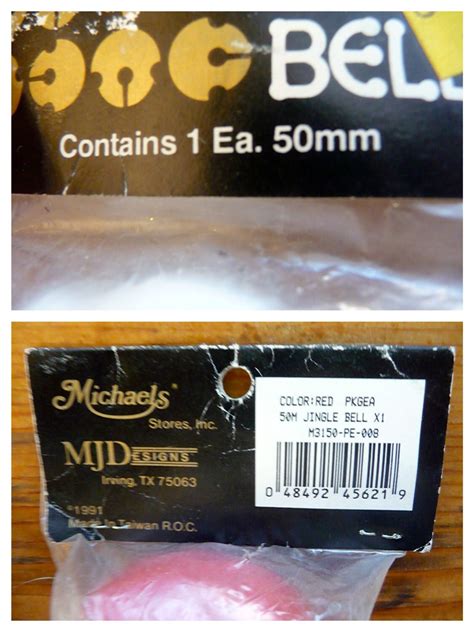 BELL
Contains 1 Ea. 50mm
Michaels®
Stores, Inc.
MJDESIGNS
Irving, TX 75063
©1991
Made In Taiwan R.O.C.
COLOR:RED PKGEA
50M JINGLE BELL X1
M3150-PE-008
0 48492 45621 9